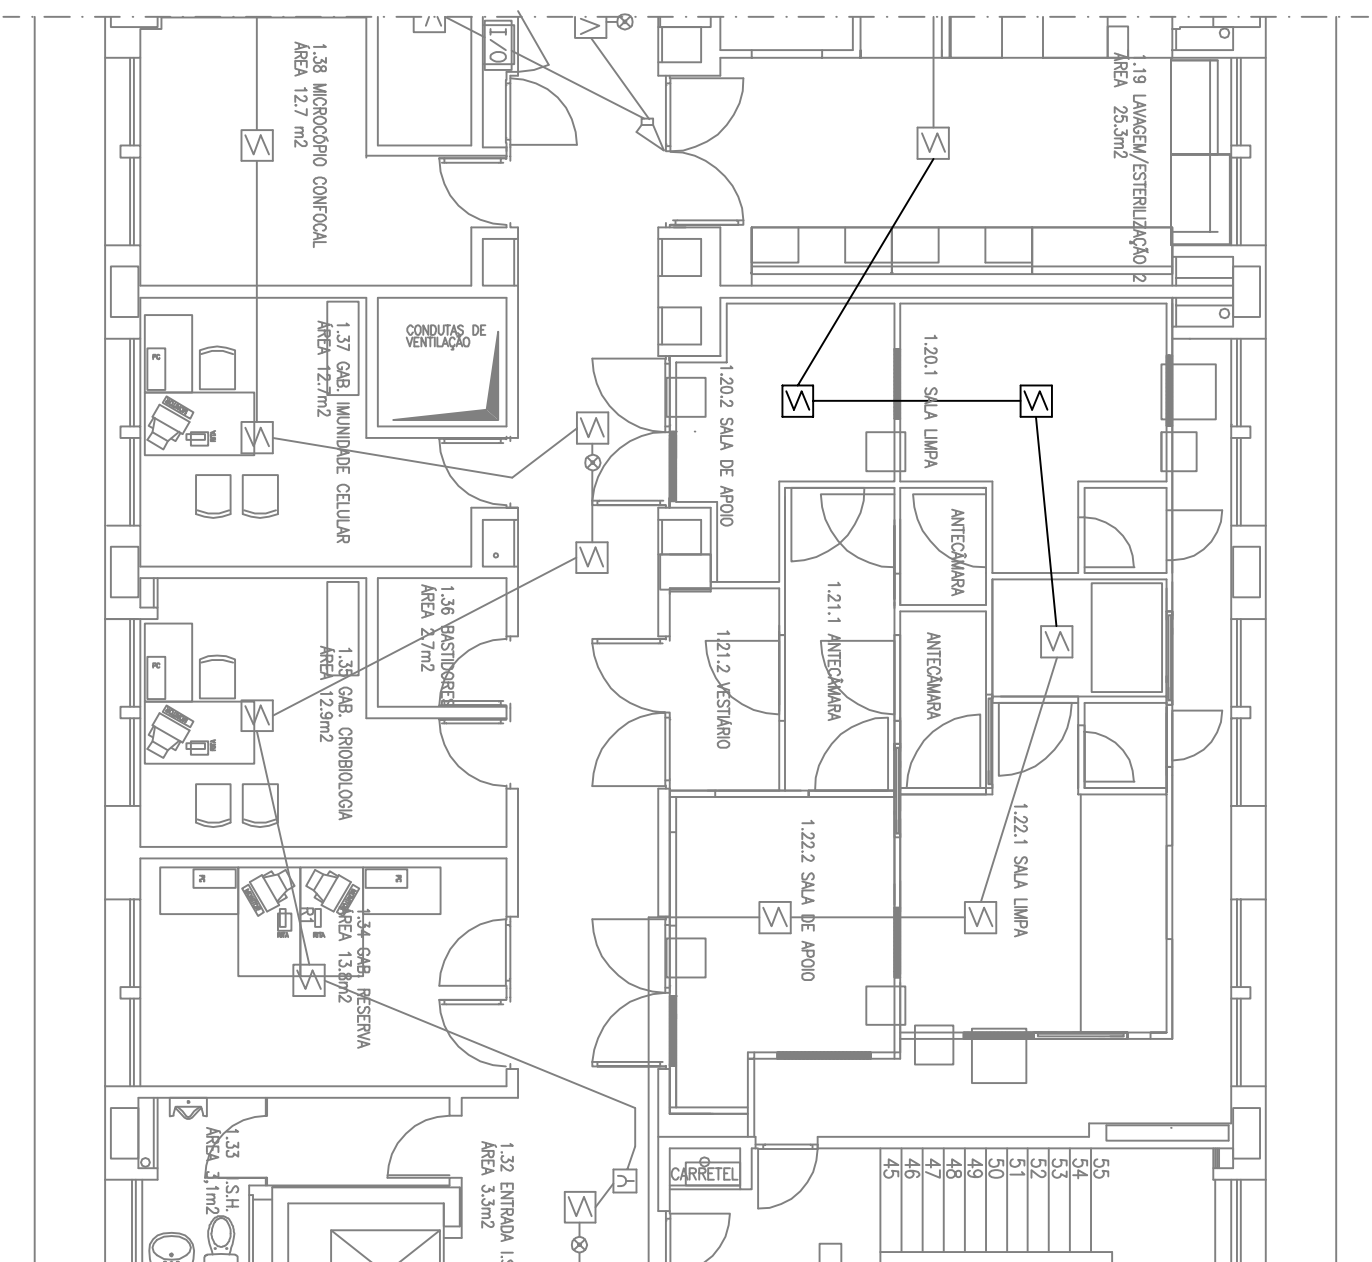 1.38 MICROCÓPIO CONFOCAL
ÁREA 12.7 m2
I/O
1.19 LAVAGEM/ESTERILIZAÇÃO 2
ÁREA 25.3m2
1.37 GAB. IMUNIDADE CELULAR
ÁREA 12.7m2
CONDUTAS DE
VENTILAÇÃO
1.20.2 SALA DE APOIO
1.20.1 SALA LIMPA
PC
ANTECÂMARA
1.36 BASTIDORES
ÁREA 2.7m2
1.21.1 ANTECÂMARA
1.21.2 VESTIÁRIO
ANTECÂMARA
1.35 GAB. CRIOBIOLOGIA
ÁREA 12.9m2
PC
1.22.2 SALA DE APOIO
1.22.1 SALA LIMPA
PC
PC
R1
1.34 GAB. RESERVA
ÁREA 13.8m2
1.33 I.S.H.
ÁREA 3,1m2
1.32 ENTRADA I.S
ÁREA 3.3m2
CARRETEL
45
46
47
48
49
50
51
52
53
54
55